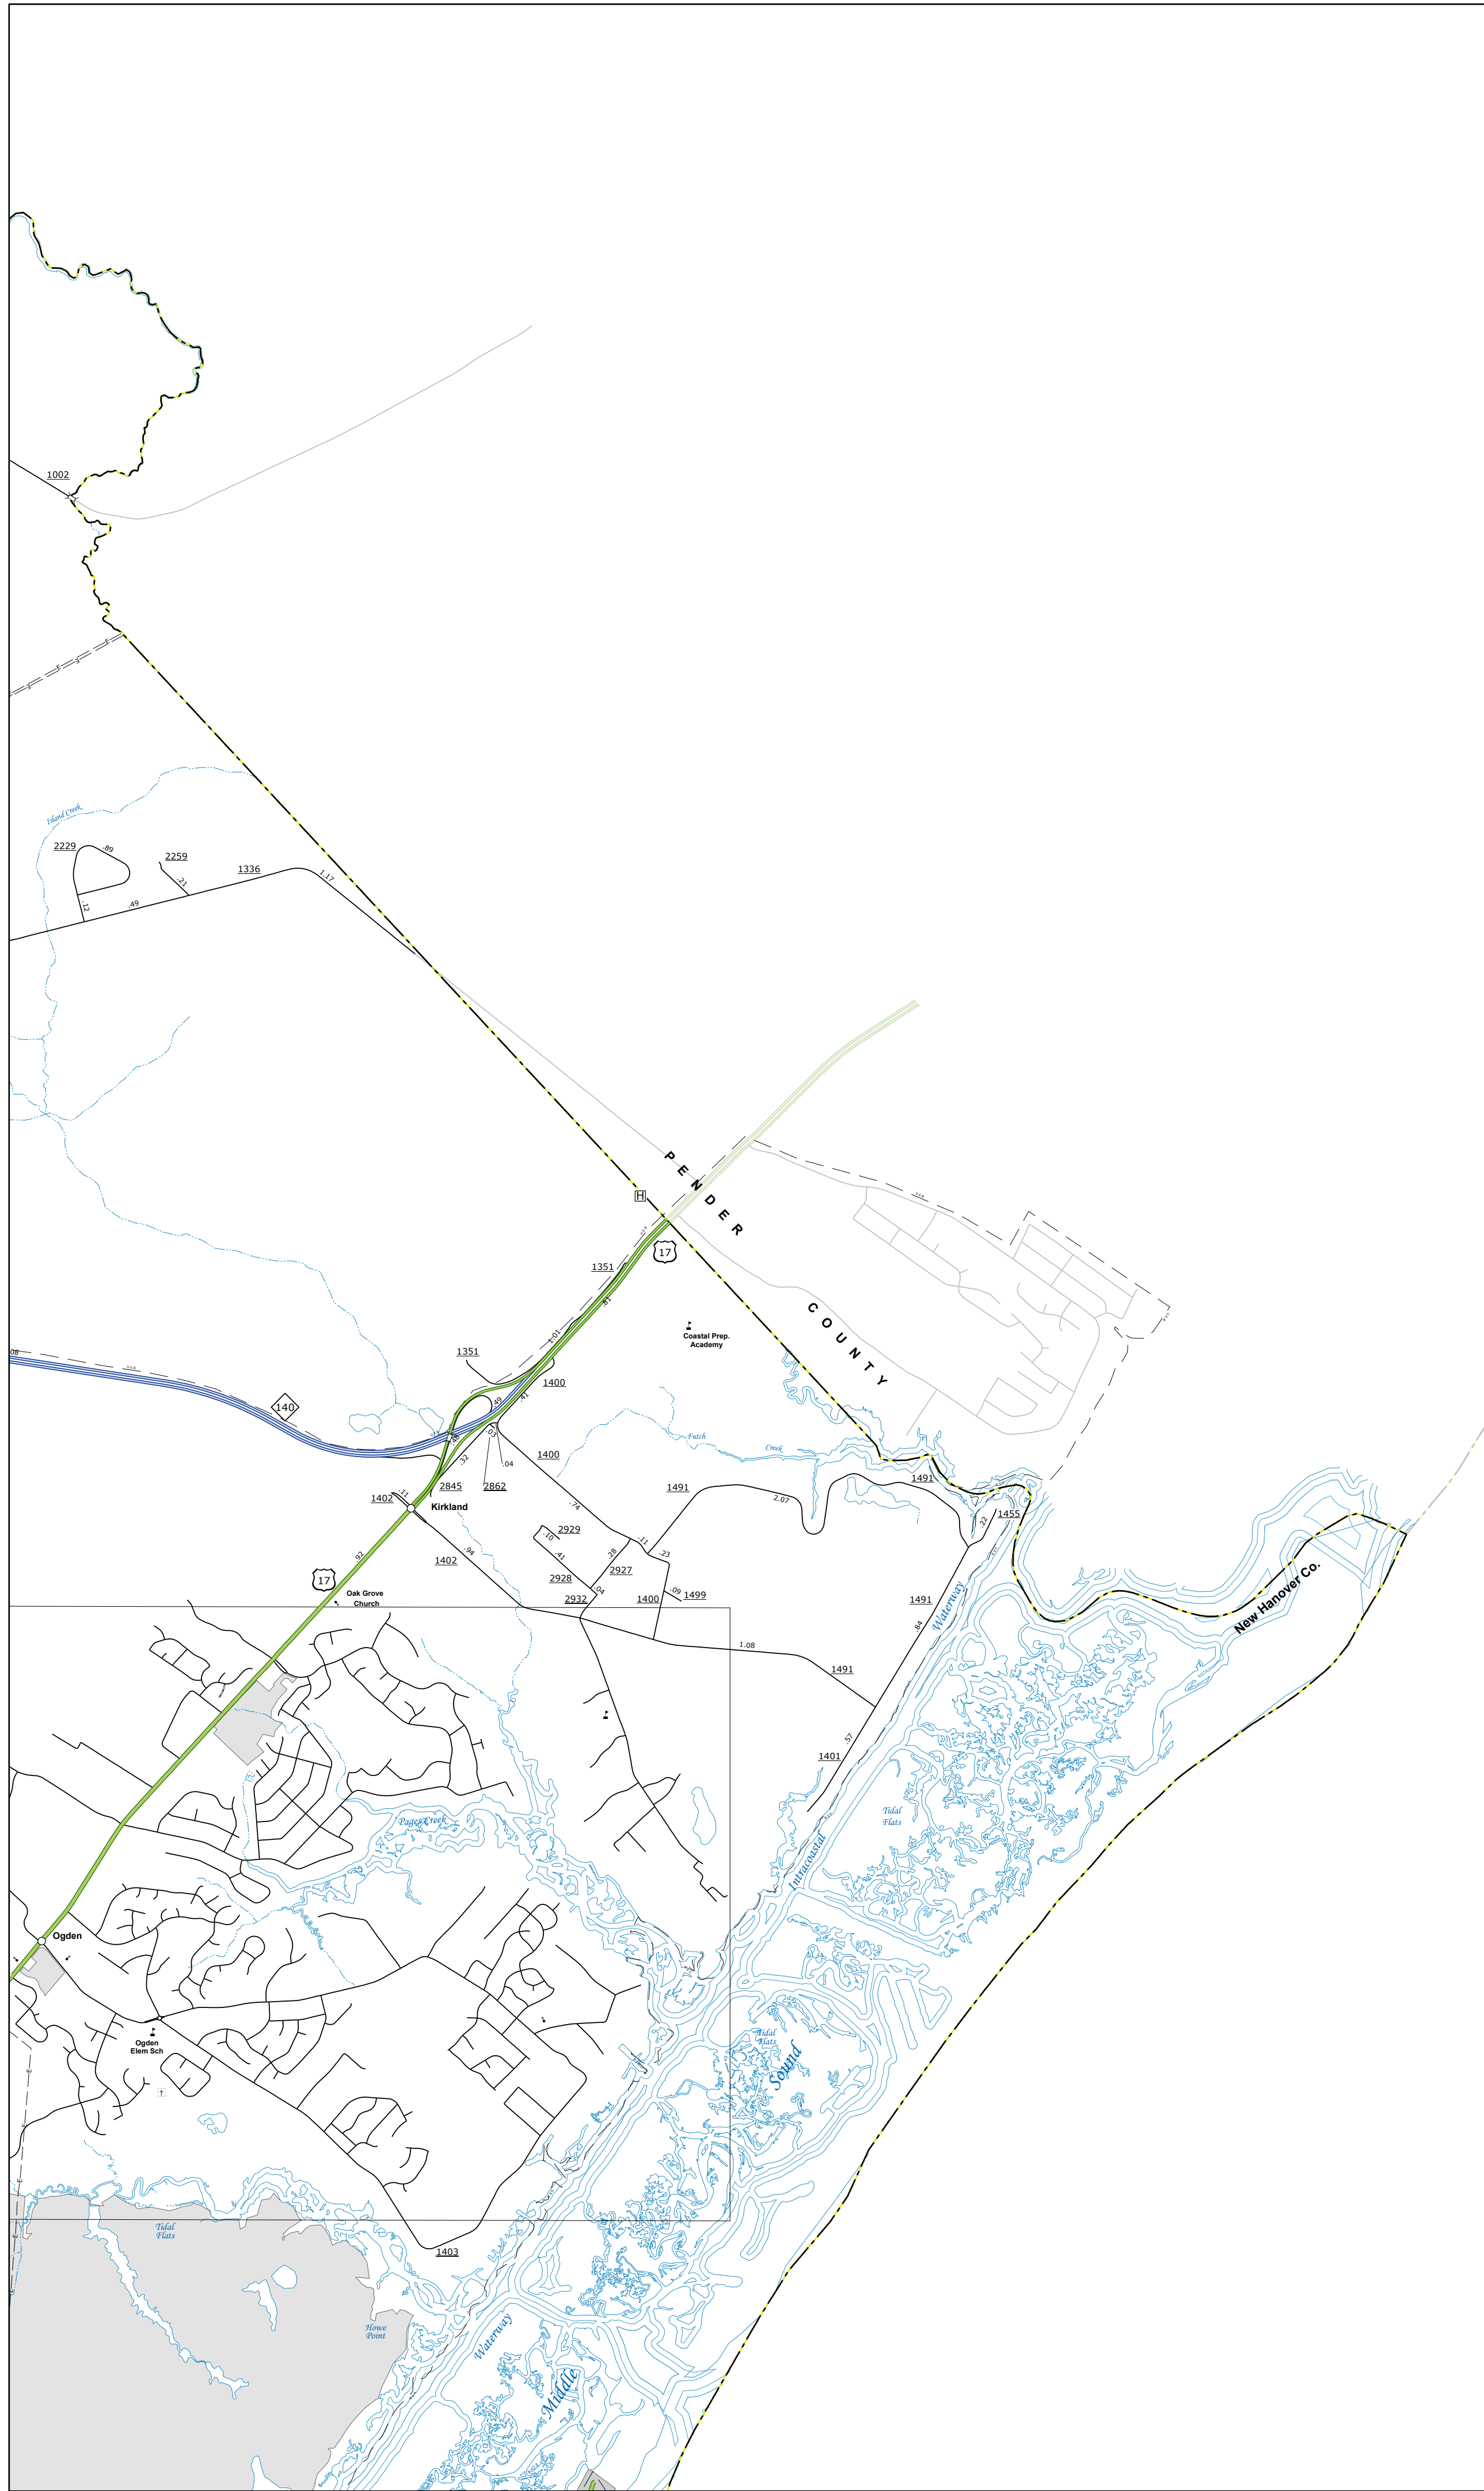 1002
Island Creek
2229
.89
2259
.21
1336
1.17
.12
.49
PENDER
H
17
1351
.81
COUNTY
Coastal Prep.
Academy
1.01
1351
1400
.08
140
.49
.41
.03
.48
.32
.04
1400
Futch
Creek
2845
2862
1491
1491
1402
.11
Kirkland
.74
2.07
.22
1455
2929
.10
.11
.92
.94
.41
.28
.23
1402
2928
2927
.04
.09
17
Oak Grove
Church
2932
1400
1499
1491
Waterway
New Hanover Co.
.84
1.08
1491
.57
1401
Tidal
Flats
Pages Creek
Intracoastal
Ogden
Ogden
Elem Sch
Tidal
Flats
Sound
Tidal
Flats
1403
Howe
Point
Waterway
Middle